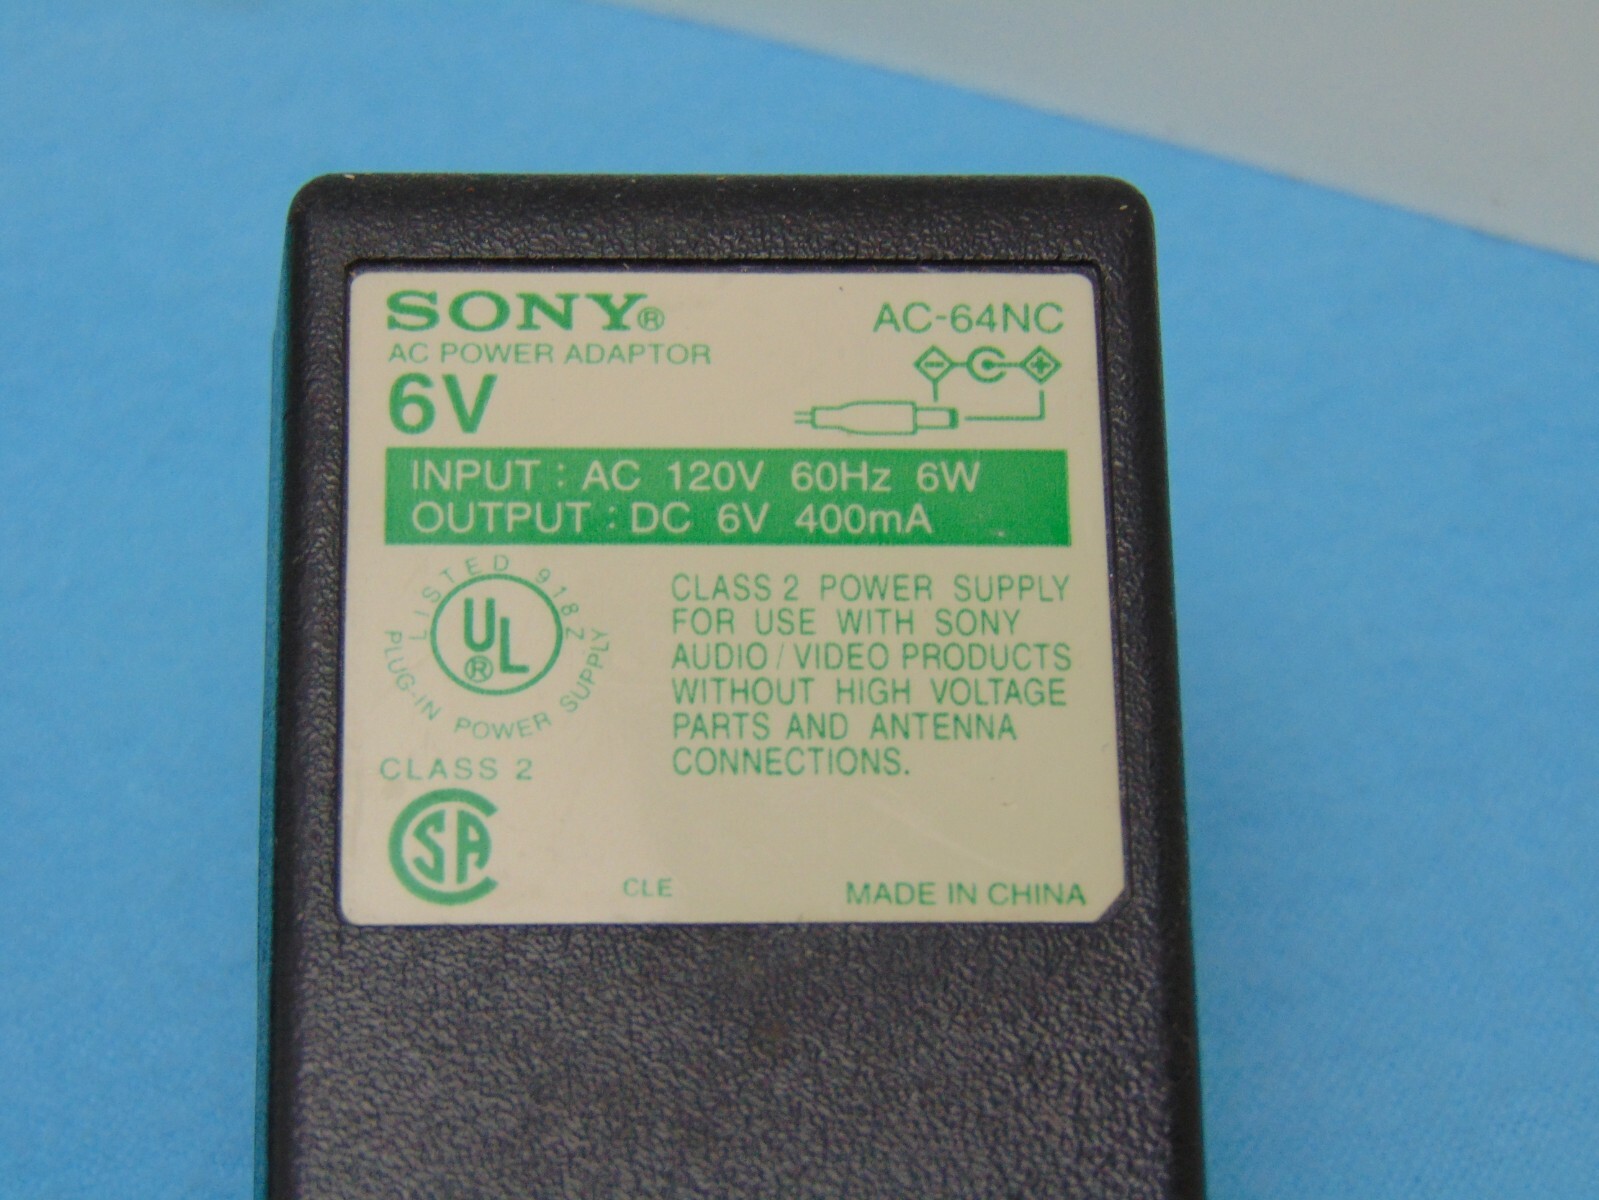 SONY®
AC-64NC
AC POWER ADAPTOR
6V
INPUT : AC 120V 60Hz 6W
OUTPUT : DC 6V 400mA
LISTED 918Z
UL®
PLUG-IN POWER SUPPLY
CLASS 2 POWER SUPPLY
FOR USE WITH SONY
AUDIO / VIDEO PRODUCTS
WITHOUT HIGH VOLTAGE
PARTS AND ANTENNA
CONNECTIONS.
CLASS 2
CSA
CLE
MADE IN CHINA